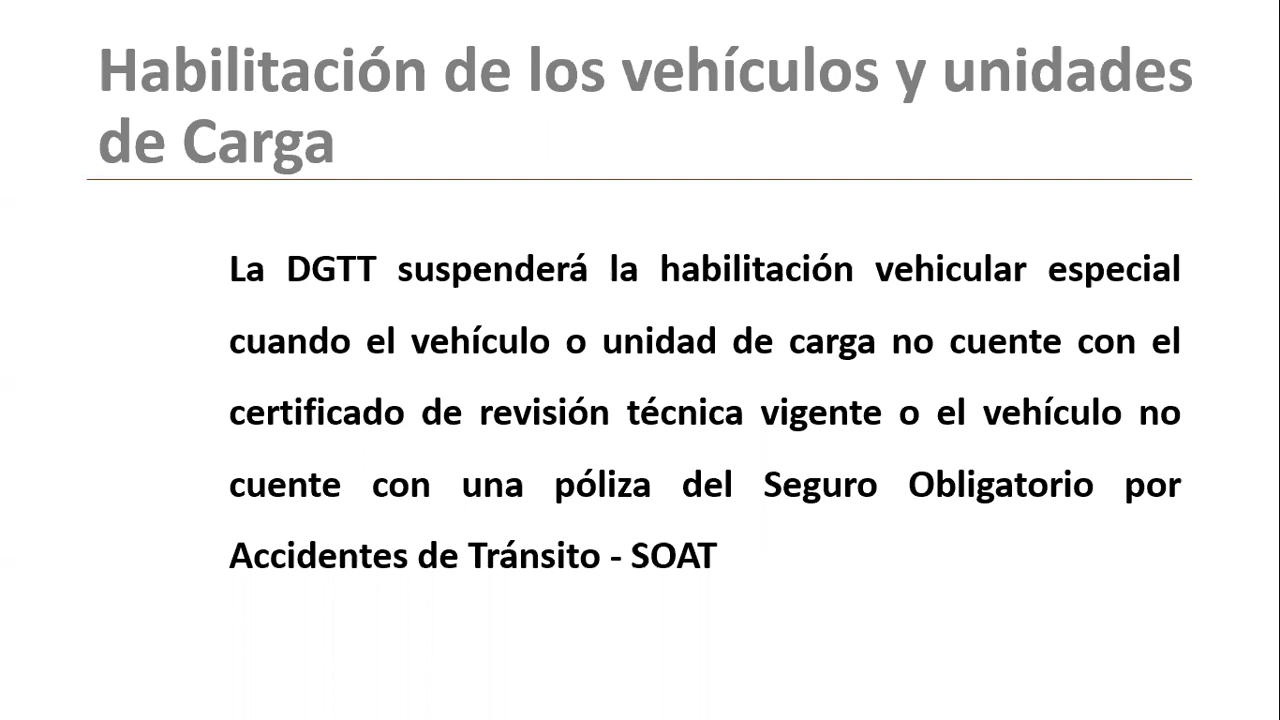 Habilitación de los vehículos y unidades
de Carga
La DGTT suspenderá la habilitación vehicular especial
cuando el vehículo o unidad de carga no cuente con el
certificado de revisión técnica vigente o el vehículo no
cuente con una póliza del Seguro Obligatorio por
Accidentes de Tránsito - SOAT